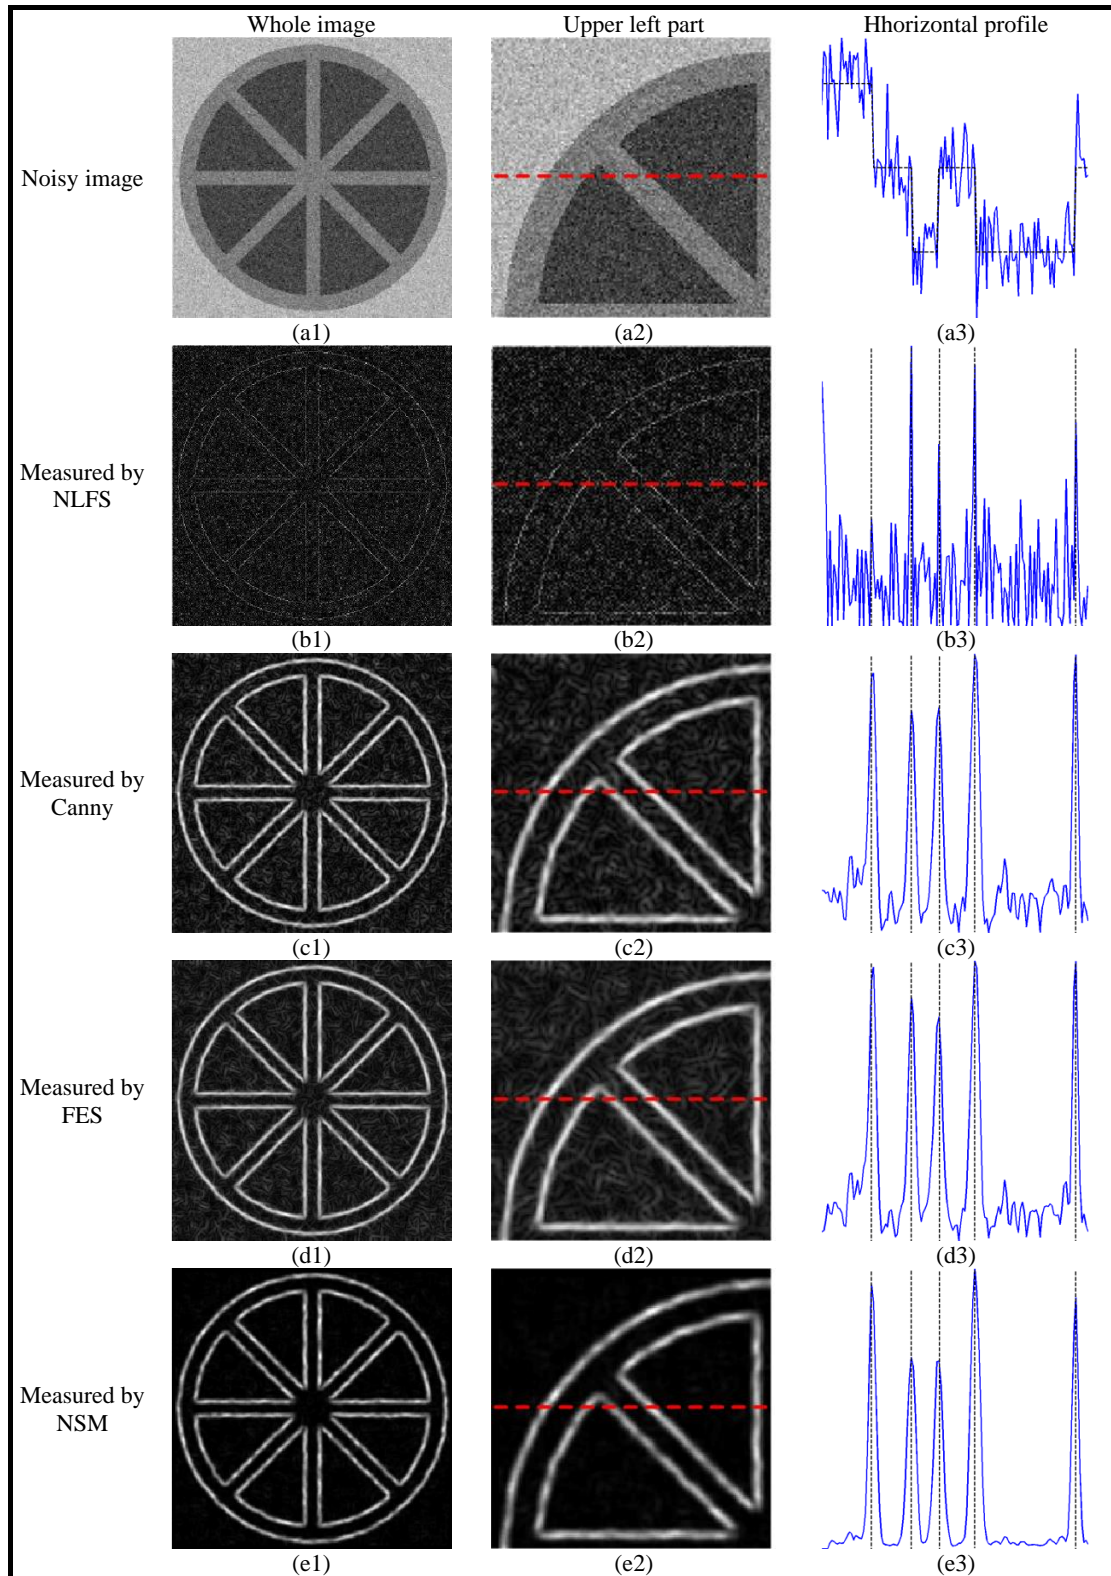 Whole image
Upper left part
Hhorizontal profile
Noisy image
(a1)
(a2)
(a3)
Measured by
NLFS
(b1)
(b2)
(b3)
Measured by
Canny
(c1)
(c2)
(c3)
Measured by
FES
(d1)
(d2)
(d3)
Measured by
NSM
(e1)
(e2)
(e3)